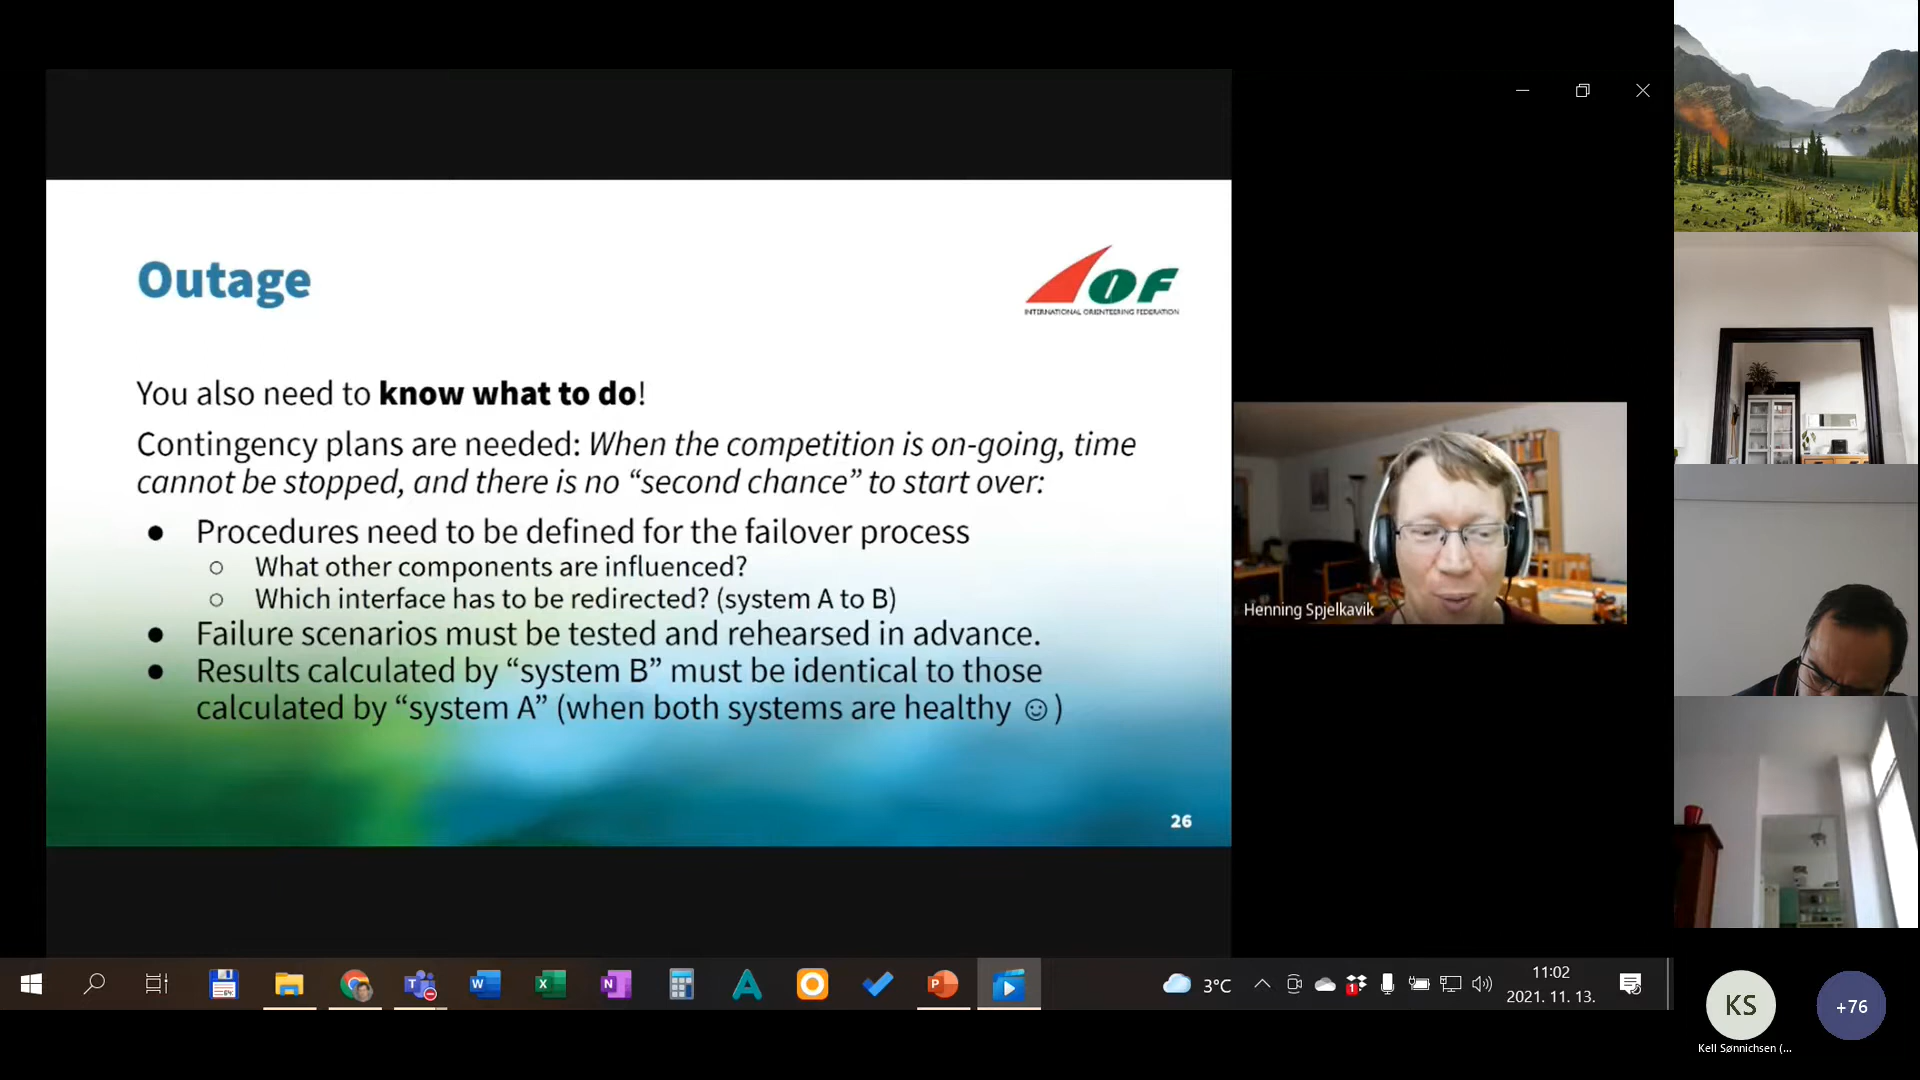 Outage
IOF
INTERNATIONAL ORIENTEERING FEDERATION
You also need to know what to do!
Contingency plans are needed: When the competition is on-going, time
cannot be stopped, and there is no “second chance” to start over:
● Procedures need to be defined for the failover process
○ What other components are influenced?
○ Which interface has to be redirected? (system A to B)
● Failure scenarios must be tested and rehearsed in advance.
● Results calculated by “system B” must be identical to those
calculated by “system A” (when both systems are healthy ☺)
26
Henning Spjelkavik
3°C
11:02
2021. 11. 13.
KS
+76
Kell Sønnichsen (...